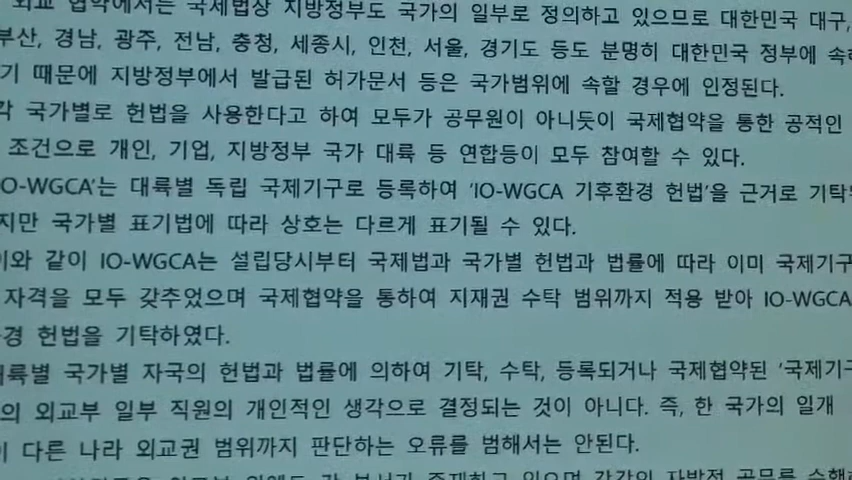 외교 협약에서는 국제법상 지방정부도 국가의 일부로 정의하고 있으므로 대한민국 대구,
부산, 경남, 광주, 전남, 충청, 세종시, 인천, 서울, 경기도 등도 분명히 대한민국 정부에 속하
기 때문에 지방정부에서 발급된 허가문서 등은 국가범위에 속할 경우에 인정된다.
각 국가별로 헌법을 사용한다고 하여 모두가 공무원이 아니듯이 국제협약을 통한 공적인
조건으로 개인, 기업, 지방정부 국가 대륙 등 연합등이 모두 참여할 수 있다.
IO-WGCA'는 대륙별 독립 국제기구로 등록하여 'IO-WGCA 기후환경 헌법'을 근거로 기탁
지만 국가별 표기법에 따라 상호는 다르게 표기될 수 있다.
이와 같이 IO-WGCA는 설립당시부터 국제법과 국가별 헌법과 법률에 따라 이미 국제기구
자격을 모두 갖추었으며 국제협약을 통하여 지재권 수탁 범위까지 적용 받아 IO-WGCA
경 헌법을 기탁하였다.
대륙별 국가별 자국의 헌법과 법률에 의하여 기탁, 수탁, 등록되거나 국제협약된 '국제기구
의 외교부 일부 직원의 개인적인 생각으로 결정되는 것이 아니다. 즉, 한 국가의 일개
이 다른 나라 외교권 범위까지 판단하는 오류를 범해서는 안된다.